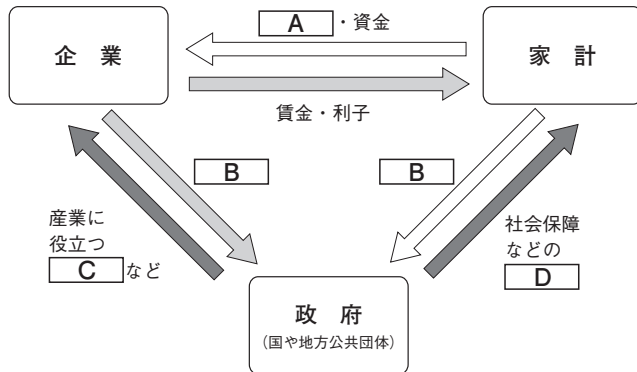 A ・資金
企 業
家 計
賃金・利子
B
B
産業に
役立つ
C など
社会保障
などの
D
政 府
(国や地方公共団体)